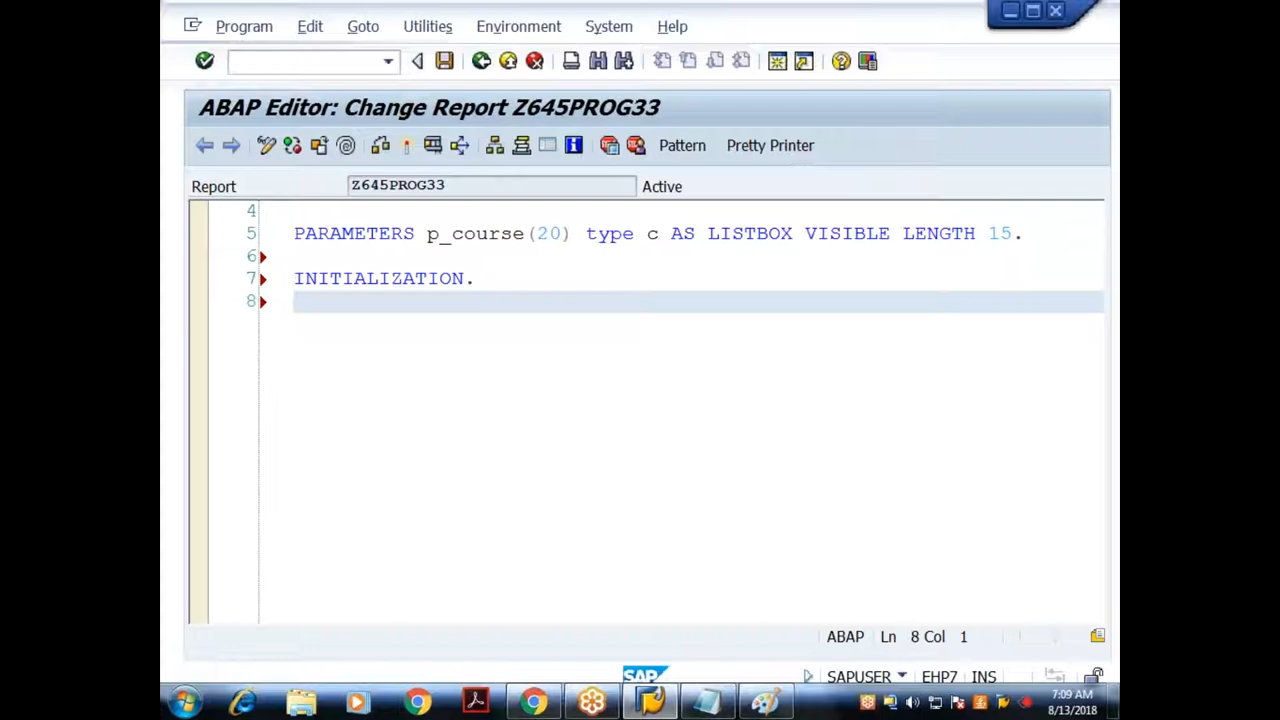 Program Edit Goto Utilities Environment System Help
ABAP Editor: Change Report Z645PROG33
Pattern Pretty Printer
Report Z645PROG33 Active
4
5 PARAMETERS p_course(20) type c AS LISTBOX VISIBLE LENGTH 15.
6
7 INITIALIZATION.
8
ABAP Ln 8 Col 1
SAP SAPUSER EHP7 INS
7:09 AM
8/13/2018